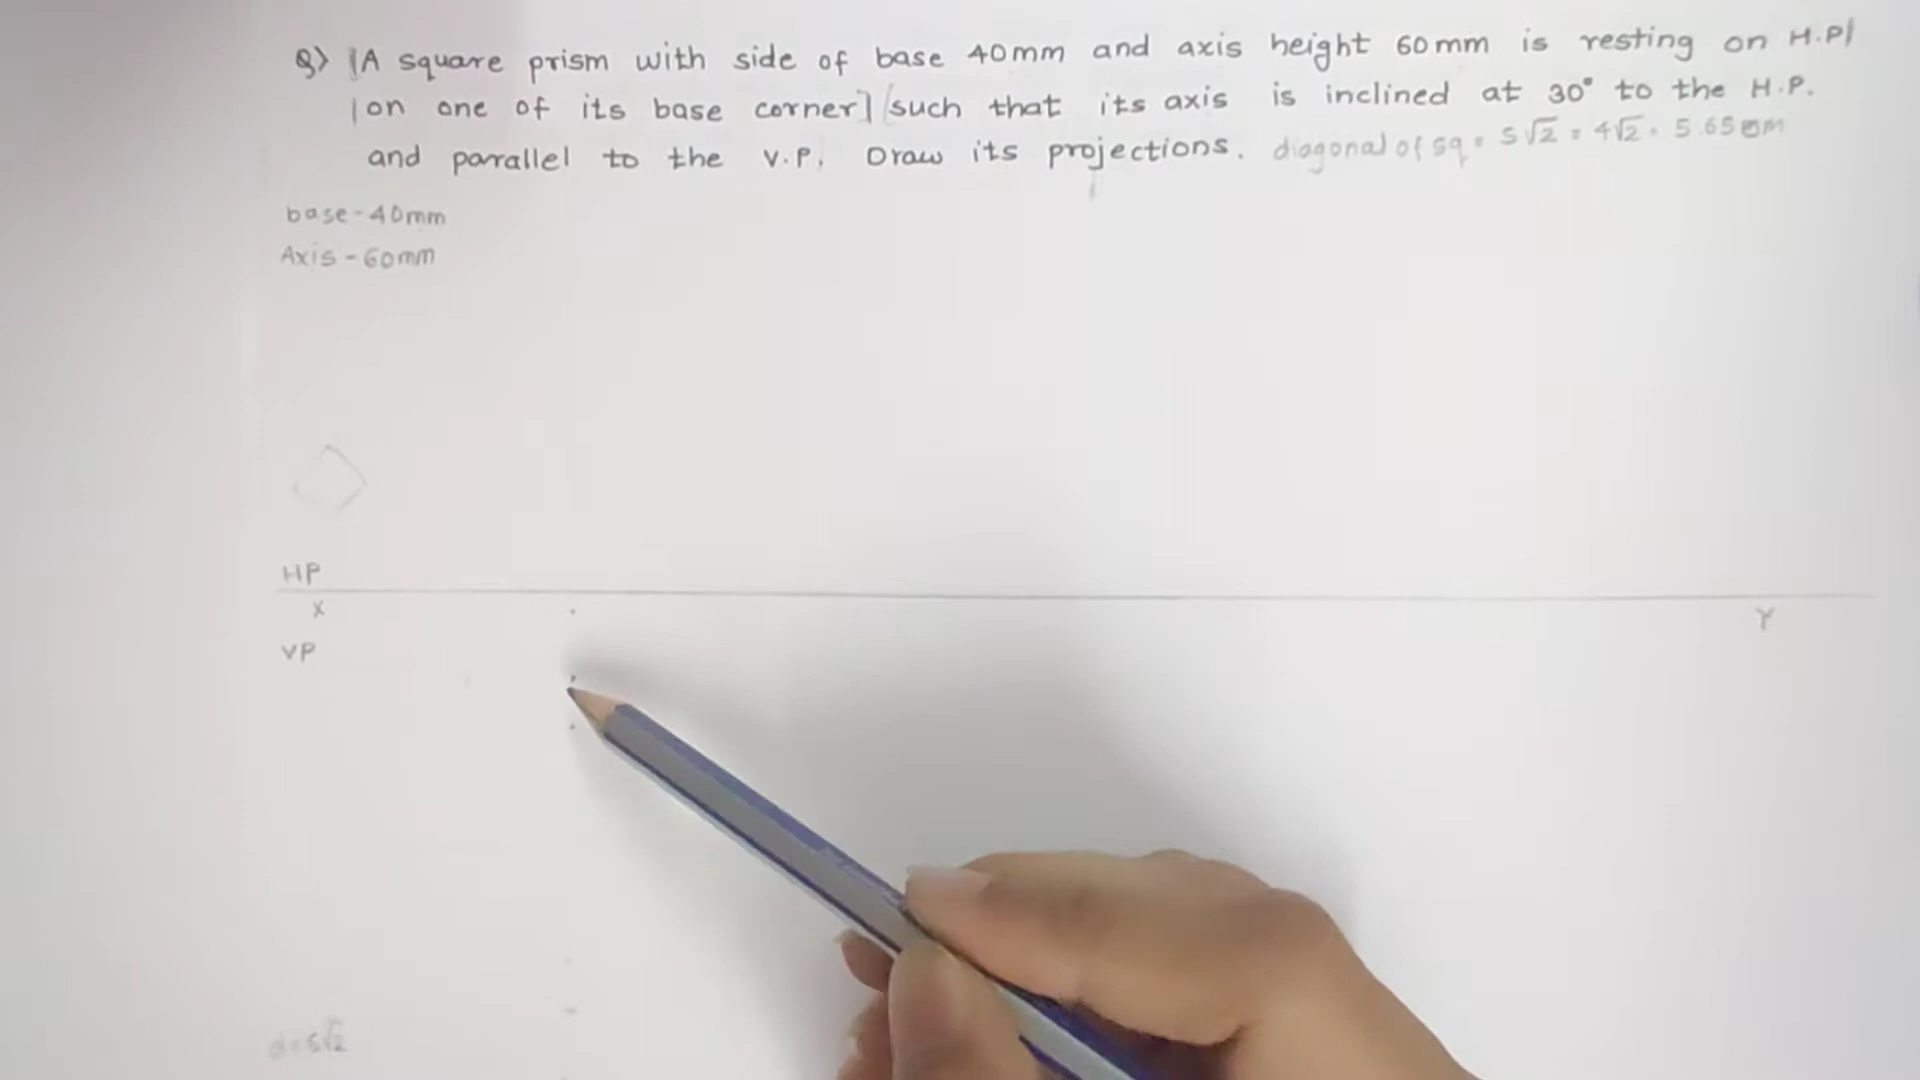 Q) A square prism with side of base 40mm and axis height 60mm is resting on H.P
on one of its base corner] such that its axis is inclined at 30° to the H.P.
and parallel to the V.P. Draw its projections. diagonal of sq = s√2 = 4√2 = 5.65 cm
base-40mm
Axis-60mm
HP
X Y
VP
d=s√2